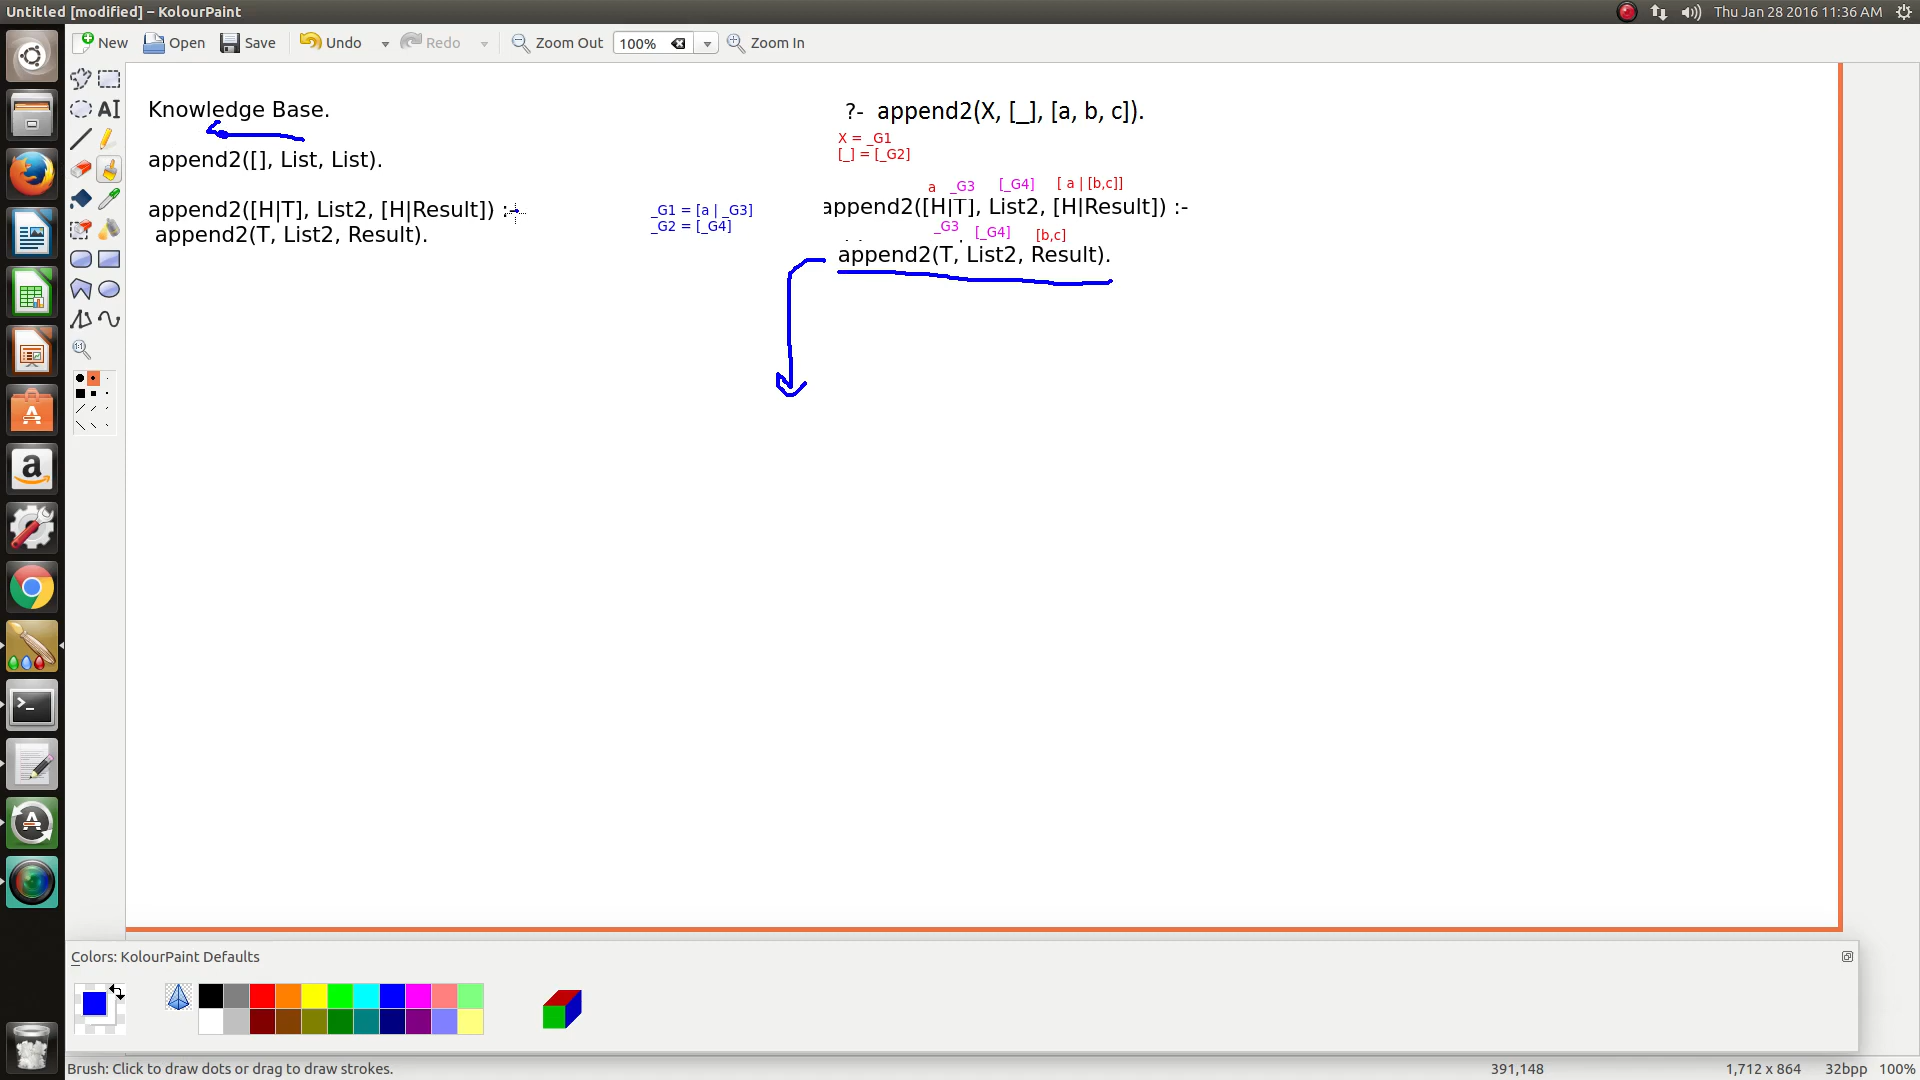 Untitled [modified] – KolourPaint
Thu Jan 28 2016 11:36 AM
New Open Save Undo Redo Zoom Out 100% Zoom In
Knowledge Base.
append2([], List, List).
append2([H|T], List2, [H|Result]) :-
append2(T, List2, Result).
_G1 = [a | _G3]
_G2 = [_G4]
?- append2(X, [_], [a, b, c]).
X = _G1
[_] = [_G2]
a _G3 [_G4] [ a | [b,c]]
append2([H|T], List2, [H|Result]) :-
_G3 [_G4] [b,c]
append2(T, List2, Result).
Colors: KolourPaint Defaults
Brush: Click to draw dots or drag to draw strokes.
391,148 1,712 x 864 32bpp 100%